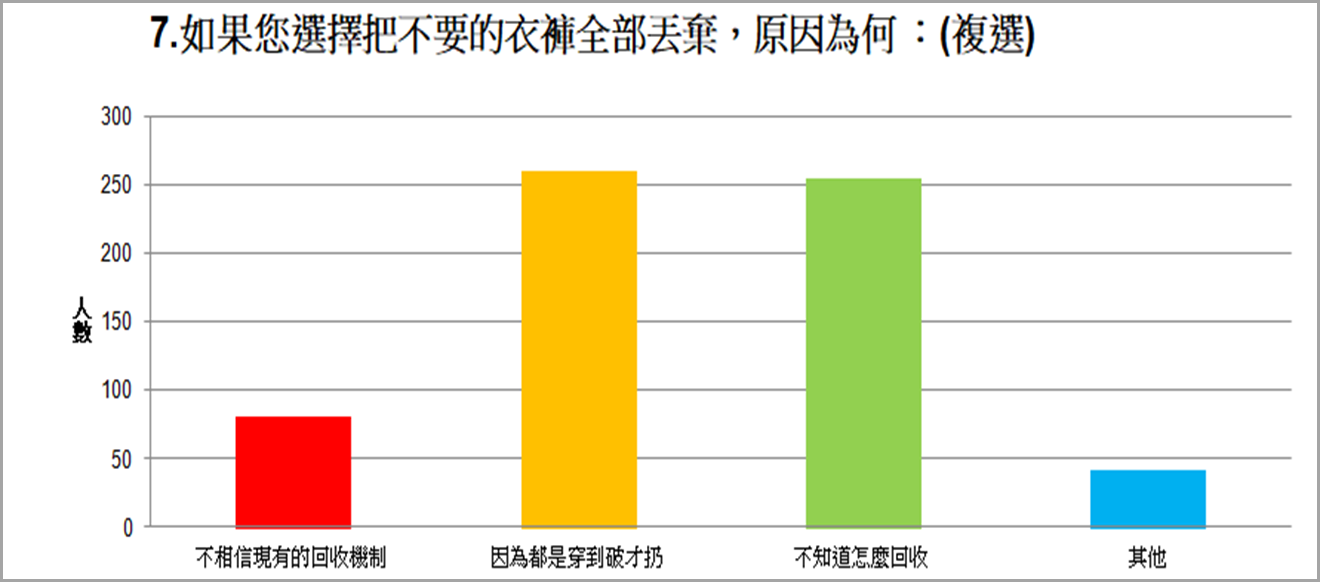 7.如果您選擇把不要的衣褲全部丟棄，原因為何：(複選)
300
250
200
150
100
50
0
人數
不相信現有的回收機制
因為都是穿到破才扔
不知道怎麼回收
其他